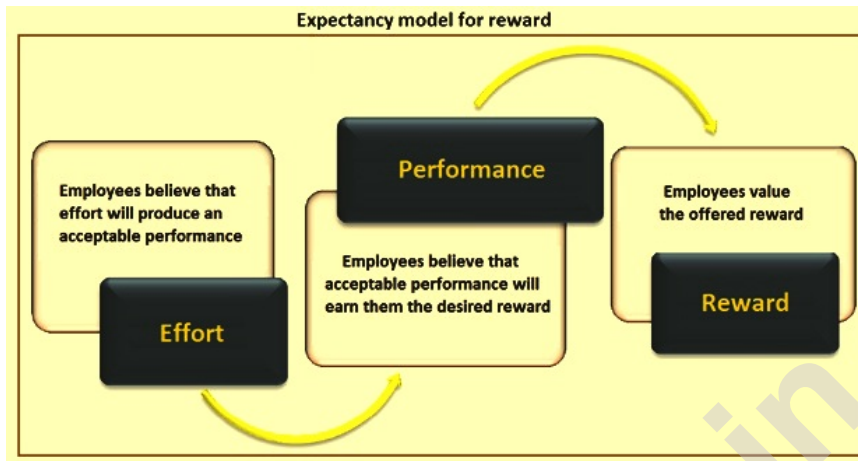 Expectancy model for reward
Employees believe that
effort will produce an
acceptable performance
Effort
Performance
Employees believe that
acceptable performance will
earn them the desired reward
Employees value
the offered reward
Reward
in